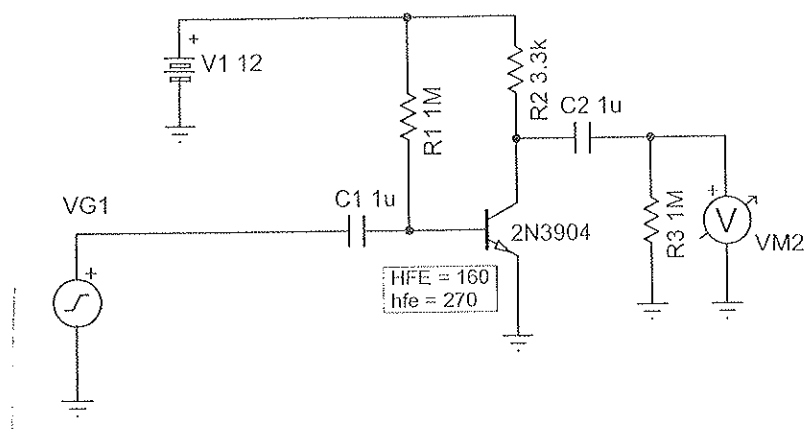 +
V1 12
R1 1M
R2 3.3k
C2 1u
C1 1u
VG1
+
2N3904
HFE = 160
hfe = 270
R3 1M
+
V
VM2